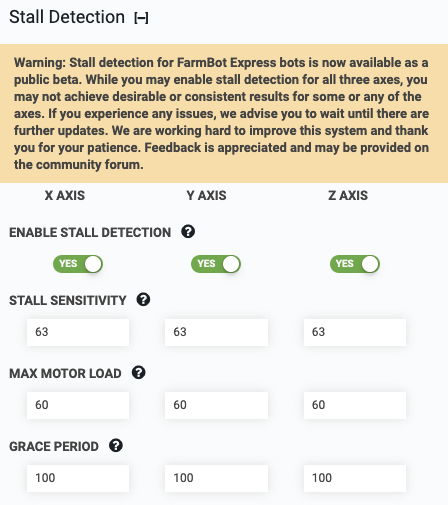 Stall Detection [–]
Warning: Stall detection for FarmBot Express bots is now available as a
public beta. While you may enable stall detection for all three axes, you
may not achieve desirable or consistent results for some or any of the
axes. If you experience any issues, we advise you to wait until there are
further updates. We are working hard to improve this system and thank
you for your patience. Feedback is appreciated and may be provided on
the community forum.
X AXIS Y AXIS Z AXIS
ENABLE STALL DETECTION ?
YES YES YES
STALL SENSITIVITY ?
63 63 63
MAX MOTOR LOAD ?
60 60 60
GRACE PERIOD ?
100 100 100